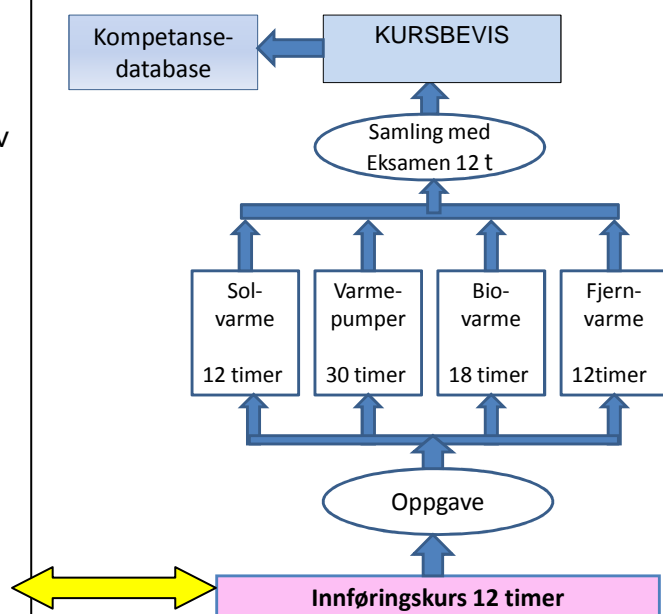 Kompetanse-
database
KURSBEVIS
v
Samling med
Eksamen 12 t
Sol-
varme
12 timer
Varme-
pumper
30 timer
Bio-
varme
18 timer
Fjern-
varme
12timer
Oppgave
Innføringskurs 12 timer